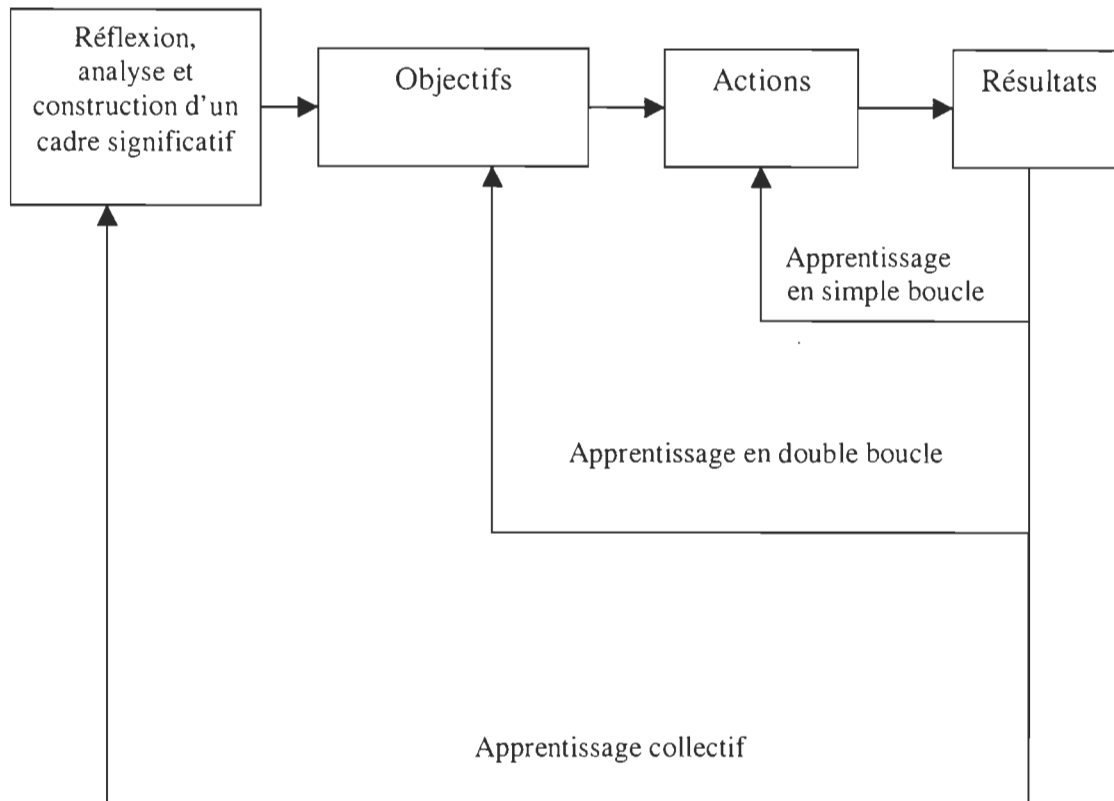 Réflexion,
analyse et
construction d'un
cadre significatif
Objectifs
Actions
Résultats
Apprentissage
en simple boucle
Apprentissage en double boucle
Apprentissage collectif